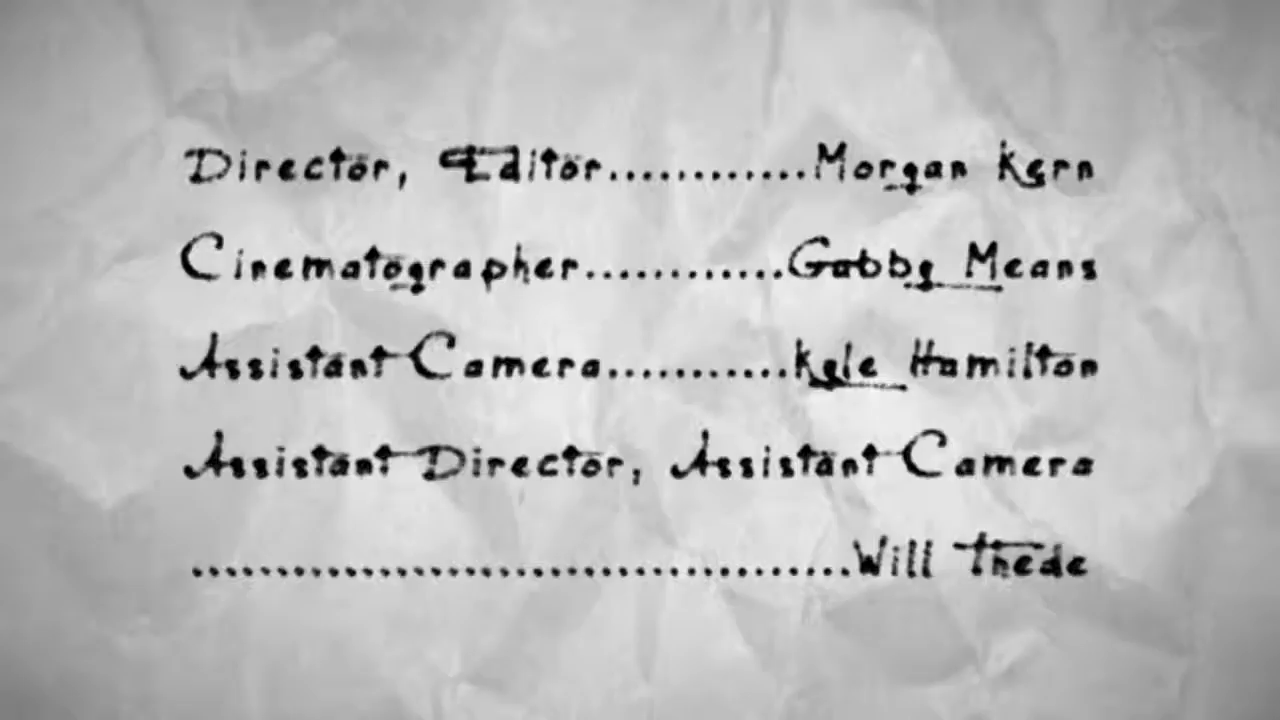 Director, Editor............Morgan Kern
Cinematographer............Gabby Means
Assistant Camera...........Kyle Hamilton
Assistant Director, Assistant Camera
.......................................Will Thede